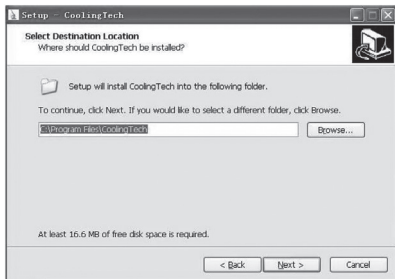 Setup - CoolingTech
Select Destination Location
Where should CoolingTech be installed?
Setup will install CoolingTech into the following folder.
To continue, click Next. If you would like to select a different folder, click Browse.
C:\Program Files\CoolingTech
Browse...
At least 16.6 MB of free disk space is required.
< Back
Next >
Cancel